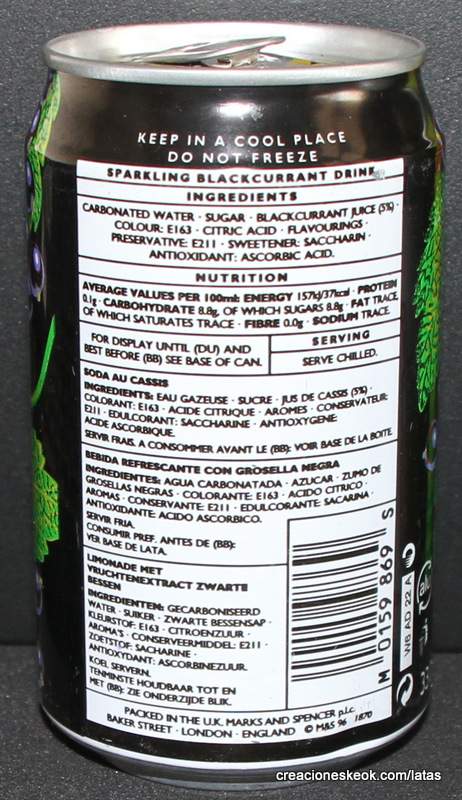 KEEP IN A COOL PLACE
DO NOT FREEZE
SPARKLING BLACKCURRANT DRINK
INGREDIENTS
CARBONATED WATER · SUGAR · BLACKCURRANT JUICE (5%) ·
COLOUR: E163 · CITRIC ACID · FLAVOURINGS ·
PRESERVATIVE: E211 · SWEETENER: SACCHARIN ·
ANTIOXIDANT: ASCORBIC ACID.
NUTRITION
AVERAGE VALUES PER 100ml: ENERGY 157kJ/37kcal · PROTEIN
0.1g · CARBOHYDRATE 8.8g, OF WHICH SUGARS 8.8g · FAT TRACE,
OF WHICH SATURATES TRACE · FIBRE 0.0g · SODIUM TRACE.
FOR DISPLAY UNTIL (DU) AND
BEST BEFORE (BB) SEE BASE OF CAN.
SERVING
SERVE CHILLED.
SODA AU CASSIS
INGREDIENTS: EAU GAZEUSE · SUCRE · JUS DE CASSIS (5%) ·
COLORANT: E163 · ACIDE CITRIQUE · AROMES · CONSERVATEUR:
E211 · EDULCORANT: SACCHARINE · ANTIOXYGENE:
ACIDE ASCORBIQUE.
SERVIR FRAIS. A CONSOMMER AVANT LE (BB): VOIR BASE DE LA BOITE.
BEBIDA REFRESCANTE CON GROSELLA NEGRA
INGREDIENTES: AGUA CARBONATADA · AZUCAR · ZUMO DE
GROSELLAS NEGRAS · COLORANTE: E163 · ACIDO CITRICO ·
AROMAS · CONSERVANTE: E211 · EDULCORANTE: SACARINA ·
ANTIOXIDANTE: ACIDO ASCORBICO.
SERVIR FRIA.
CONSUMIR PREF. ANTES DE (BB):
VER BASE DE LATA.
LIMONADE MET
VRUCHTENEXTRACT ZWARTE
BESSEN
INGREDIENTEN: GECARBONISEERD
WATER · SUIKER · ZWARTE BESSENSAP ·
KLEURSTOF: E163 · CITROENZUUR ·
AROMA'S · CONSERVEERMIDDEL: E211 ·
ZOETSTOF: SACHARINE ·
ANTIOXYDANT: ASCORBINEZUUR.
KOEL SERVERN.
TENMINSTE HOUDBAAR TOT EN
MET (BB): ZIE ONDERZIJDE BLIK.
M 0159 869 S
W6 AD 22 A
PACKED IN THE U.K. MARKS AND SPENCER p.l.c.
BAKER STREET · LONDON · ENGLAND © M&S 96 1870
creacioneskeok.com/latas